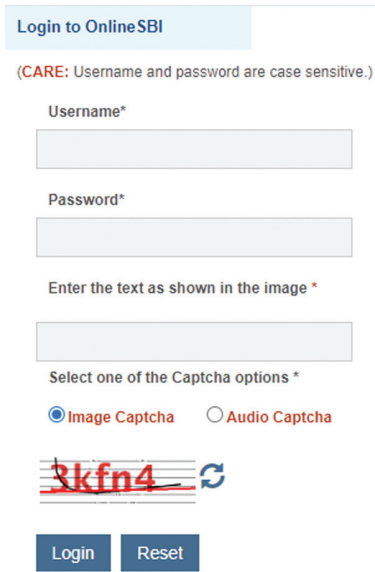 Login to OnlineSBI
(CARE: Username and password are case sensitive.)
Username*
Password*
Enter the text as shown in the image *
Select one of the Captcha options *
Image Captcha Audio Captcha
3kfn4
Login Reset